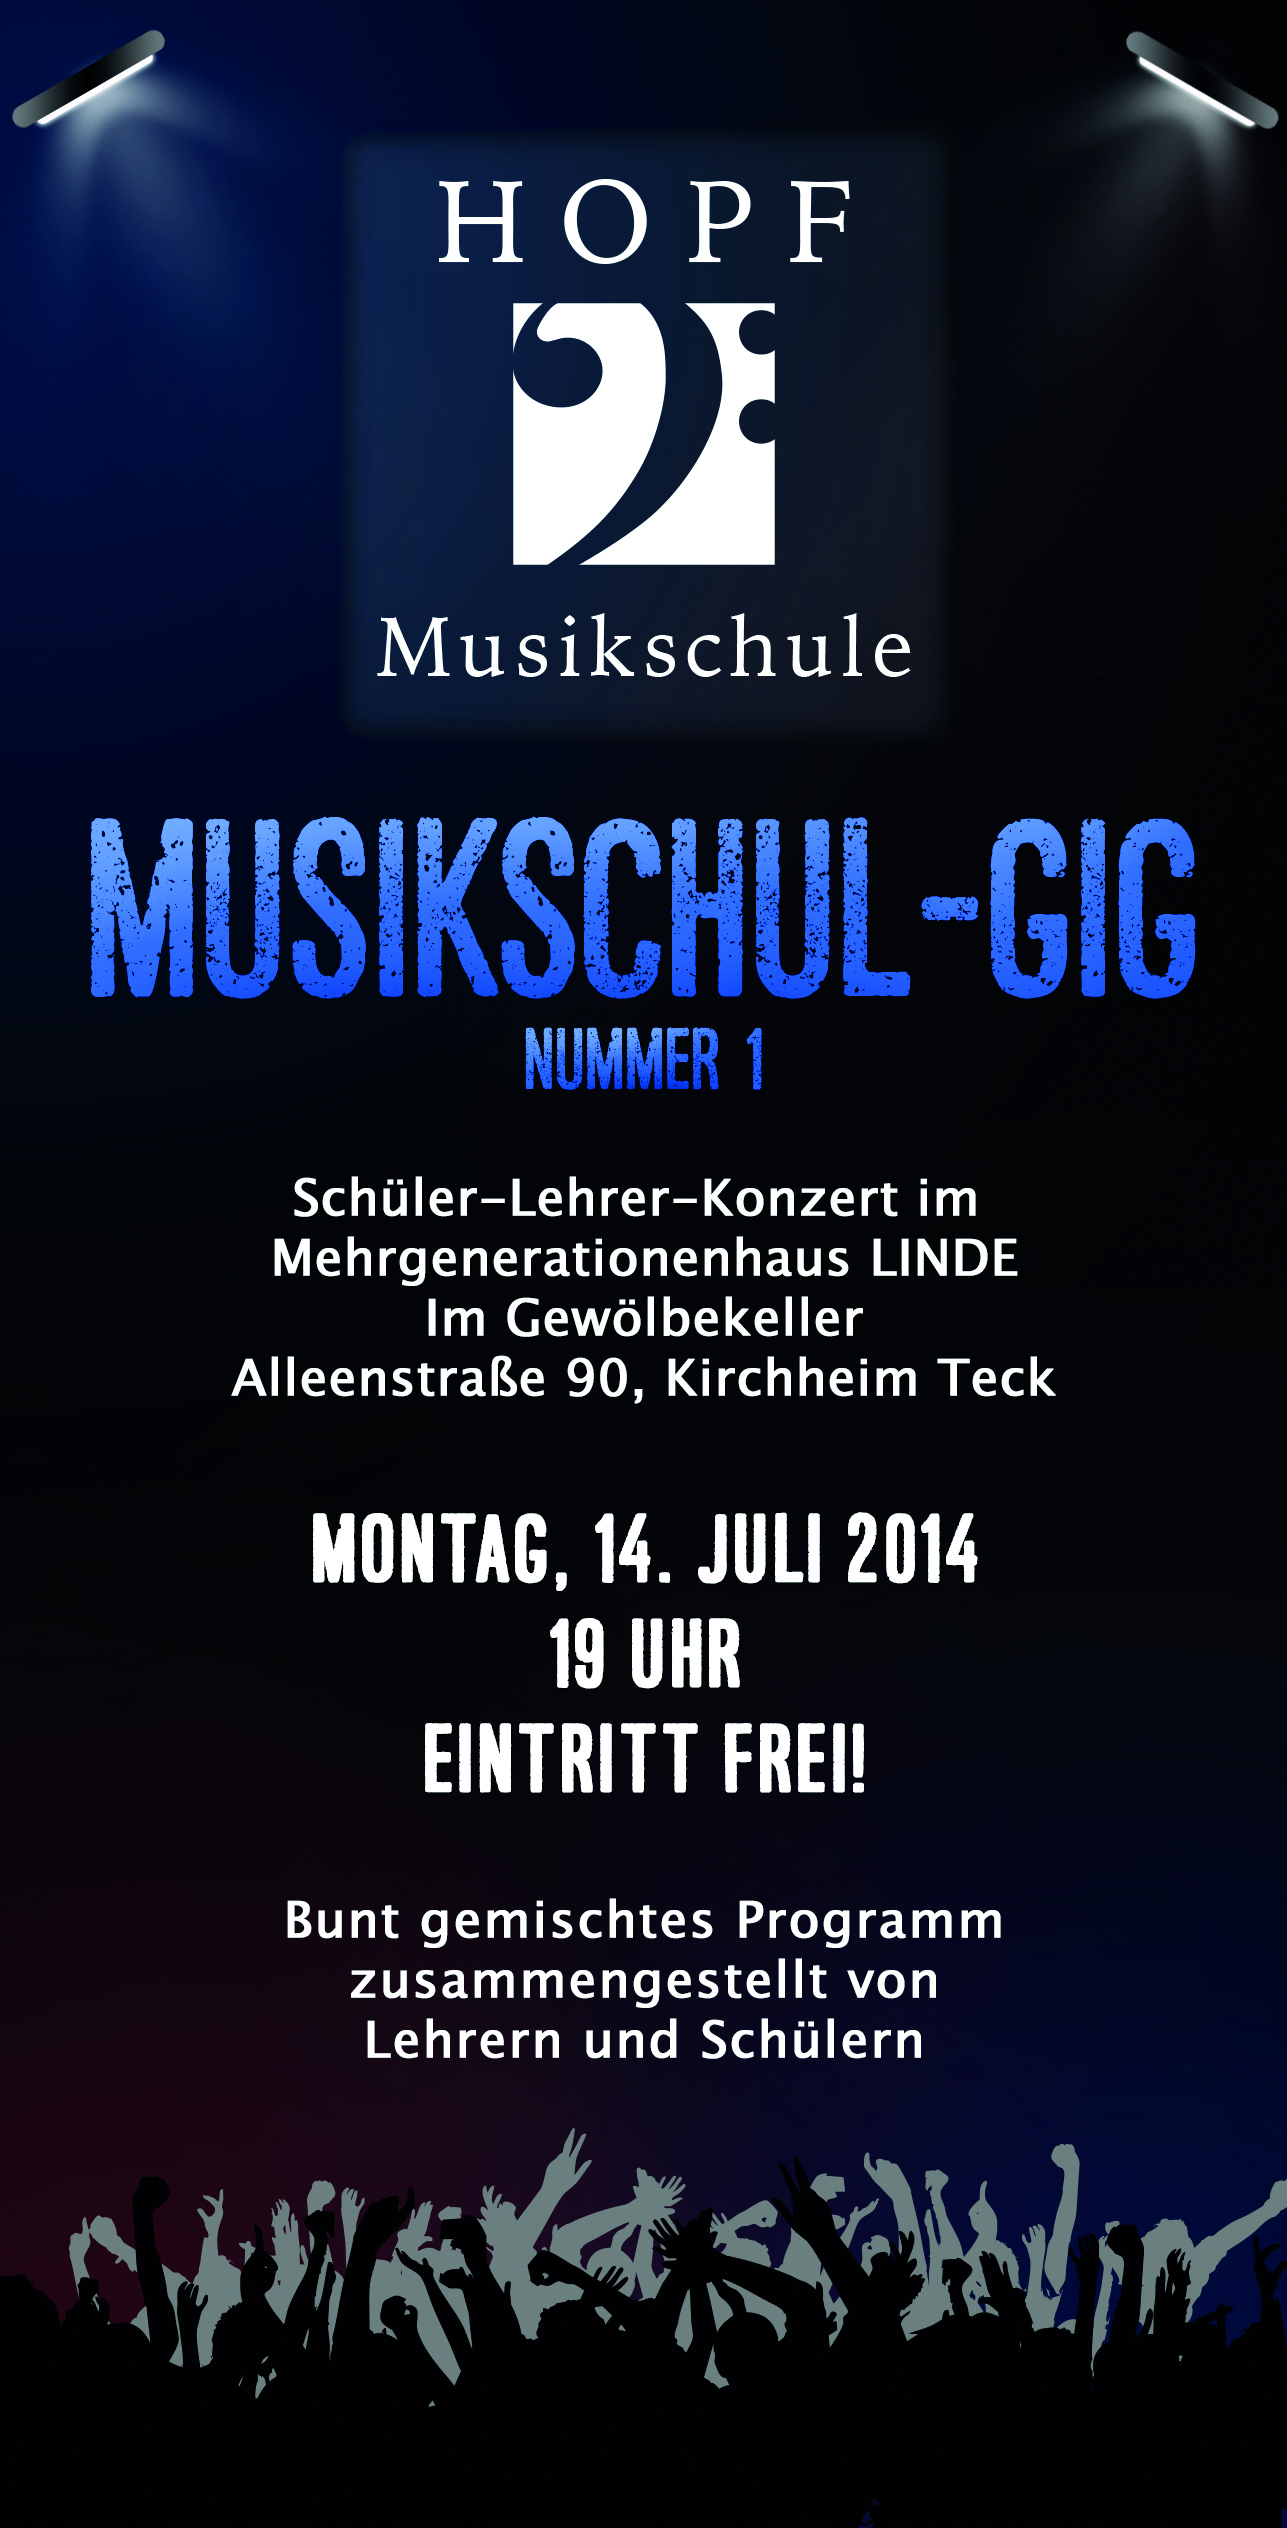 HOPF
Musikschule
MUSIKSCHUL-GIG
NUMMER 1
Schüler-Lehrer-Konzert im
Mehrgenerationenhaus LINDE
Im Gewölbekeller
Alleenstraße 90, Kirchheim Teck
MONTAG, 14. JULI 2014
19 UHR
EINTRITT FREI!
Bunt gemischtes Programm
zusammengestellt von
Lehrern und Schülern